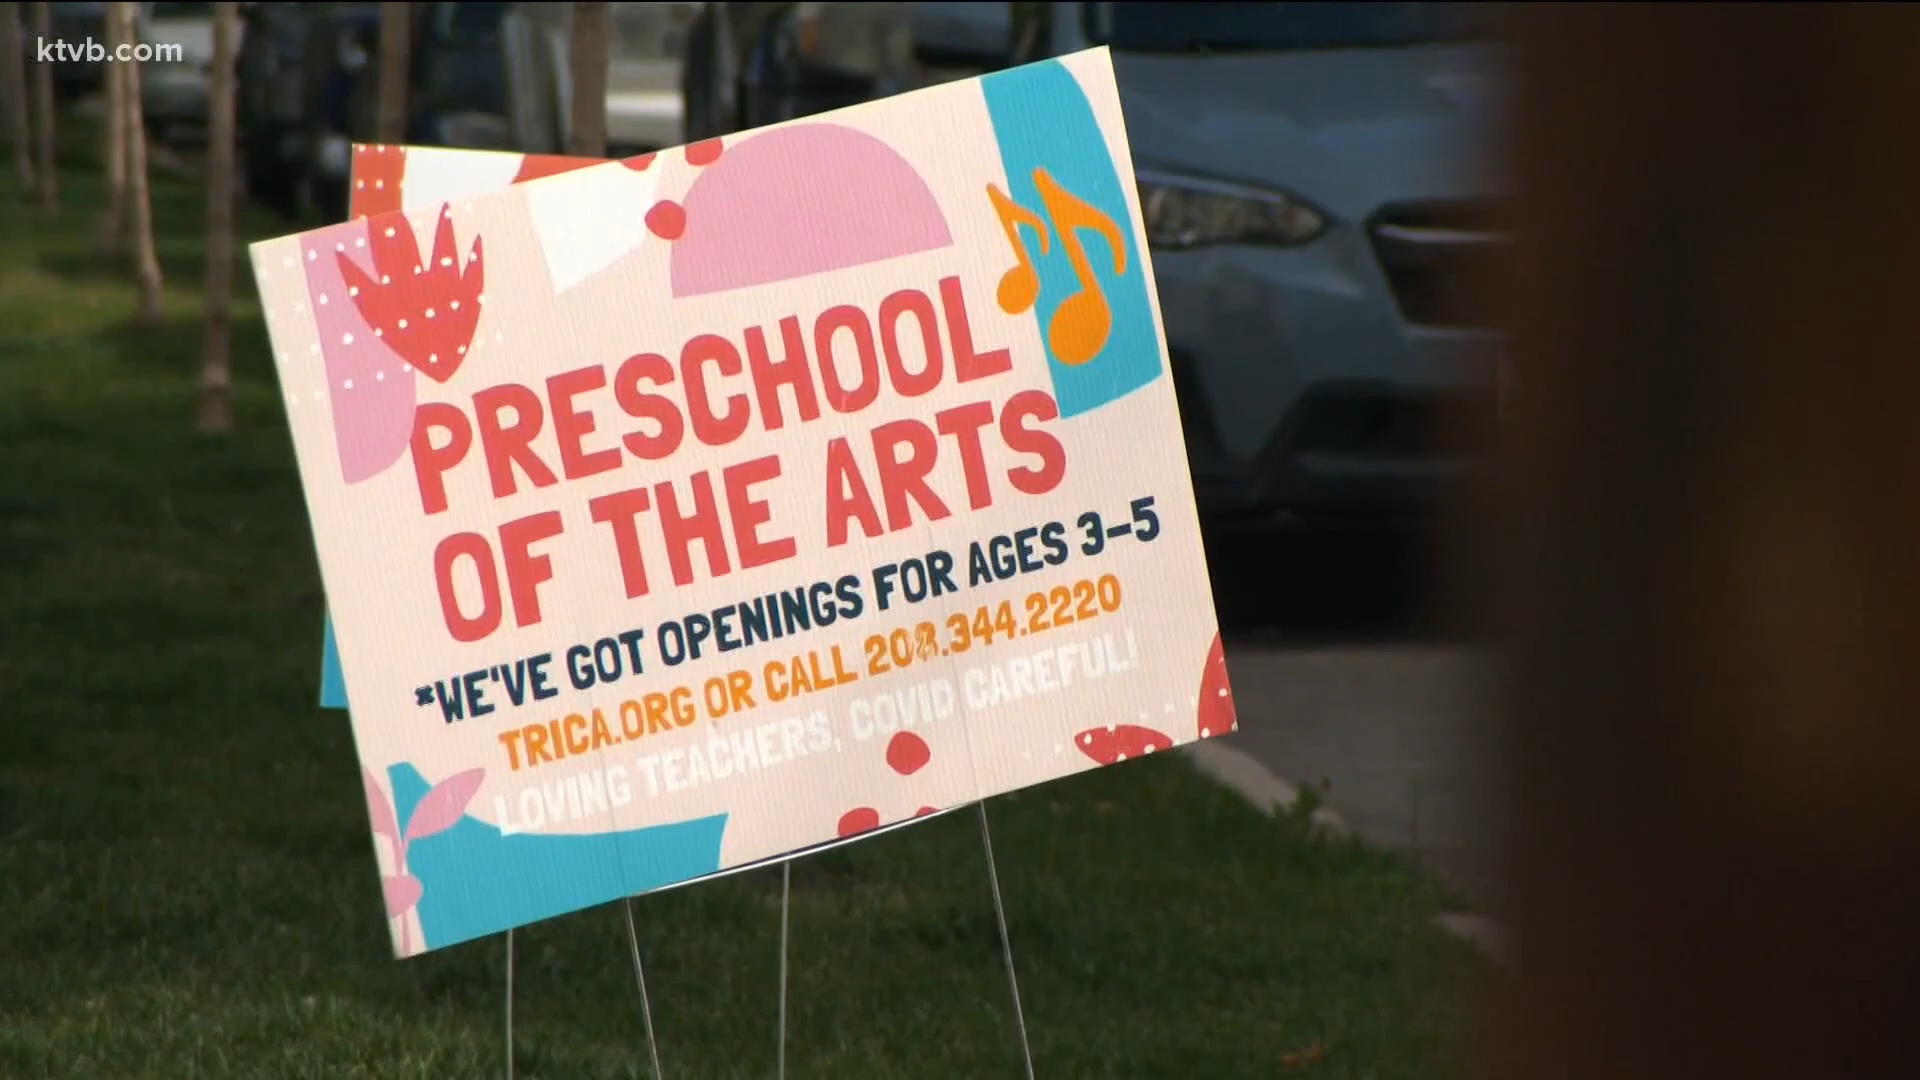 ktvb.com
PRESCHOOL
OF THE ARTS
*WE'VE GOT OPENINGS FOR AGES 3-5
TRICA.ORG OR CALL 208.344.2220
LOVING TEACHERS, COVID CAREFUL!